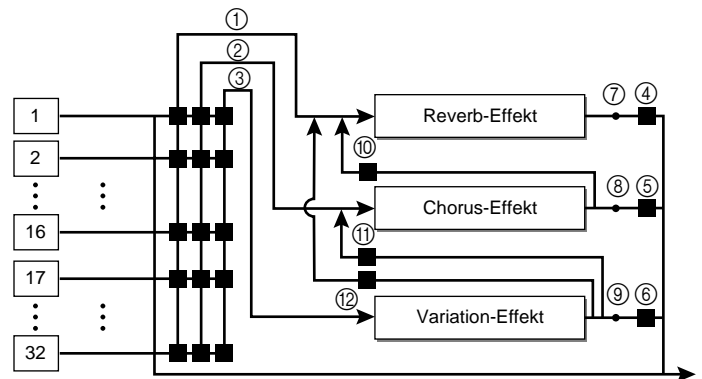 ①
②
③
1 Reverb-Effekt ⑦ ④
2
⑩
16 Chorus-Effekt ⑧ ⑤
⑪
17
⑫ Variation-Effekt ⑨ ⑥
32